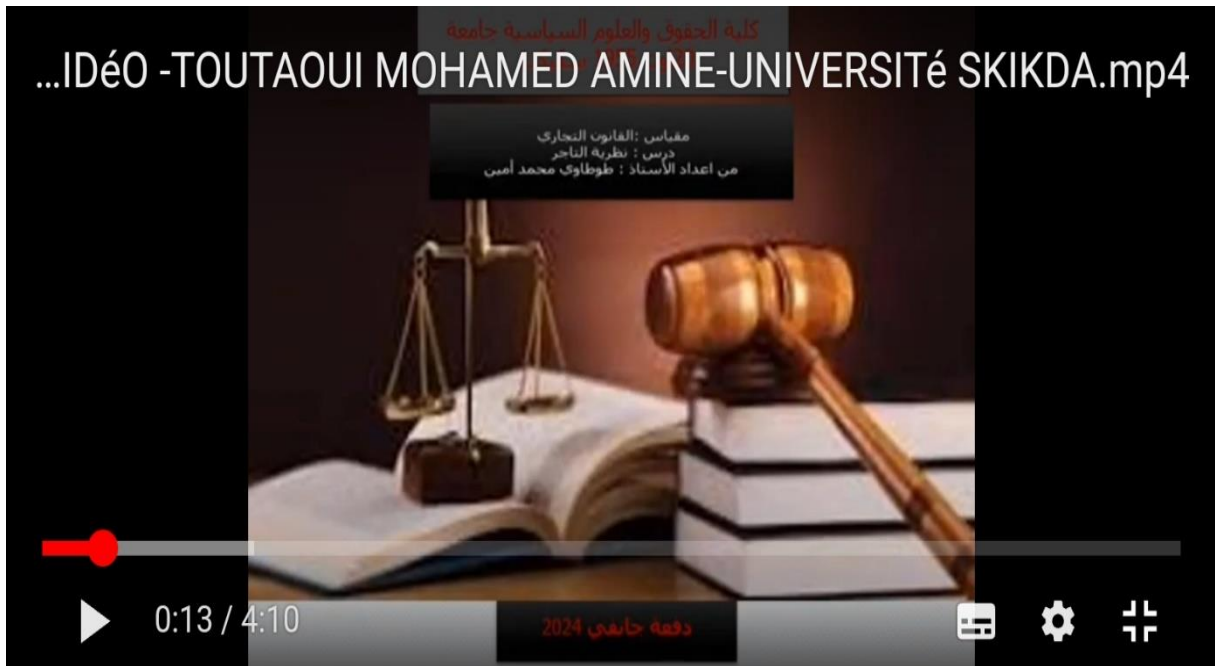 كلية الحقوق والعلوم السياسية جامعة
...IDéO -TOUTAOUI MOHAMED AMINE-UNIVERSITé SKIKDA.mp4
مقياس :القانون التجاري
درس : نظرية التاجر
من اعداد الأستاذ : طوطاوي محمد أمين
0:13 / 4:10
دفعة جانفي 2024